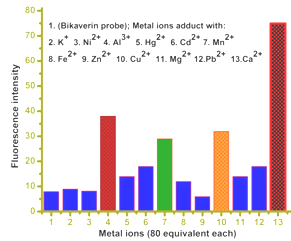 80
70
60
50
40
30
20
10
0
Fluorescence intensity
1. (Bikaverin probe); Metal ions adduct with:
2. K+ 3. Ni2+ 4. Al3+ 5. Hg2+ 6. Cd2+ 7. Mn2+
8. Fe2+ 9. Zn2+ 10. Cu2+ 11. Mg2+ 12.Pb2+ 13.Ca2+
1 2 3 4 5 6 7 8 9 10 11 12 13
Metal ions (80 equivalent each)